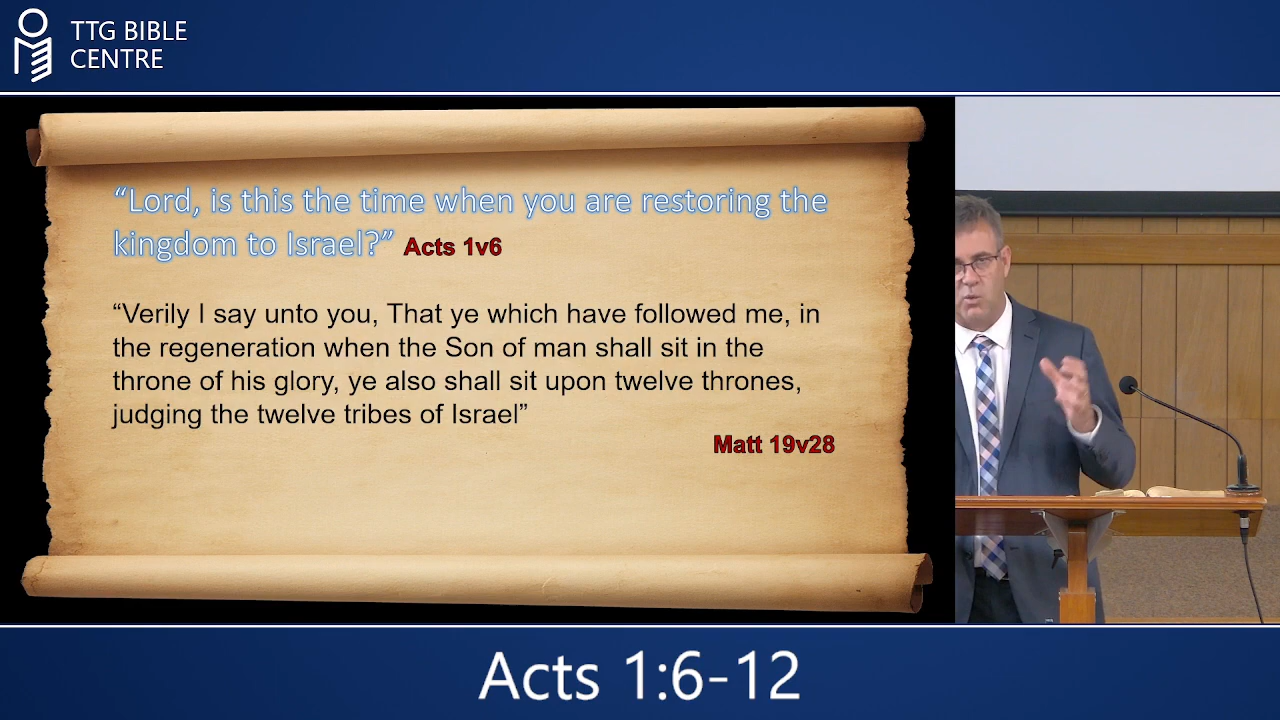 TTG BIBLE
CENTRE
“Lord, is this the time when you are restoring the
kingdom to Israel?” Acts 1v6
“Verily I say unto you, That ye which have followed me, in
the regeneration when the Son of man shall sit in the
throne of his glory, ye also shall sit upon twelve thrones,
judging the twelve tribes of Israel”
Matt 19v28
Acts 1:6-12